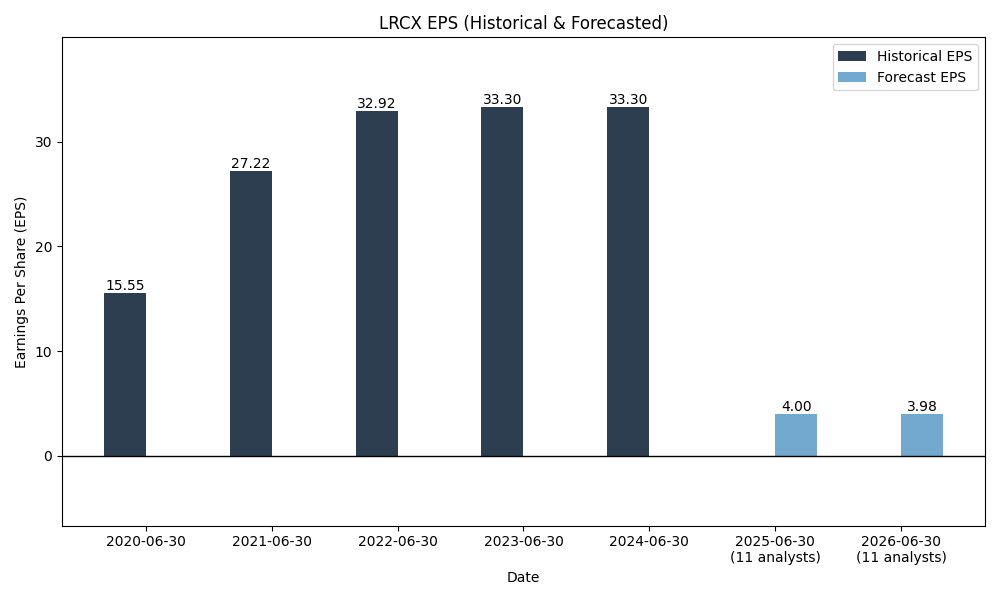 LRCX EPS (Historical & Forecasted)
Historical EPS
Forecast EPS
Earnings Per Share (EPS)
30
20
10
0
15.55
27.22
32.92
33.30
33.30
4.00
3.98
2020-06-30
2021-06-30
2022-06-30
2023-06-30
2024-06-30
2025-06-30
(11 analysts)
2026-06-30
(11 analysts)
Date